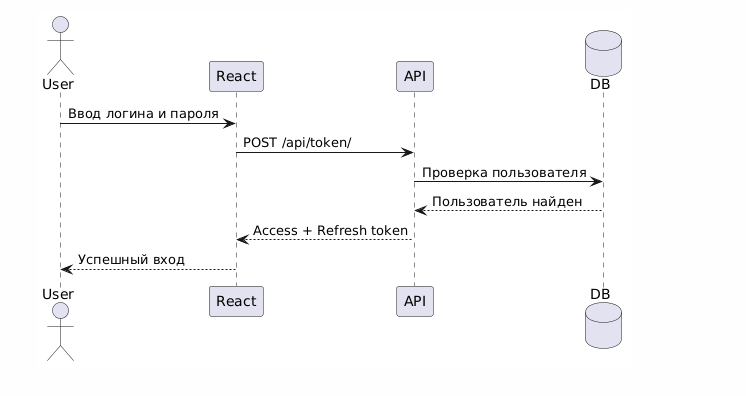 User
React
API
DB
Ввод логина и пароля
POST /api/token/
Проверка пользователя
Пользователь найден
Access + Refresh token
Успешный вход
User
React
API
DB